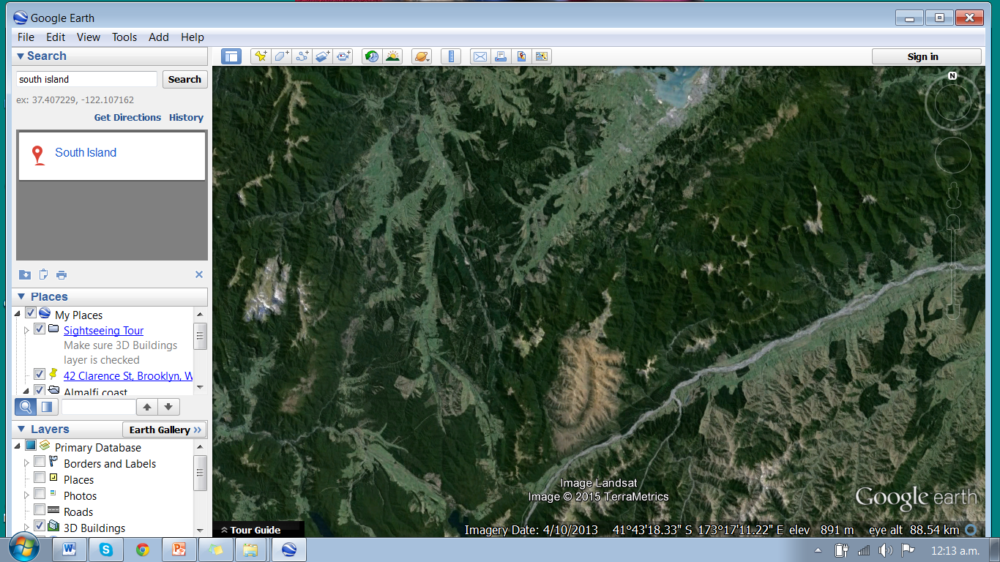 Google Earth
File Edit View Tools Add Help
Search
Sign in
N
south island
Search
ex: 37.407229, -122.107162
Get Directions History
South Island
Places
My Places
Sightseeing Tour
Make sure 3D Buildings
layer is checked
42 Clarence St, Brooklyn, W
Almalfi coast
Layers
Earth Gallery >>
Primary Database
Borders and Labels
Places
Photos
Roads
3D Buildings
Image Landsat
Image © 2015 TerraMetrics
Google earth
Tour Guide
Imagery Date: 4/10/2013 41°43'18.33" S 173°17'11.22" E elev 891 m eye alt 88.54 km
12:13 a.m.